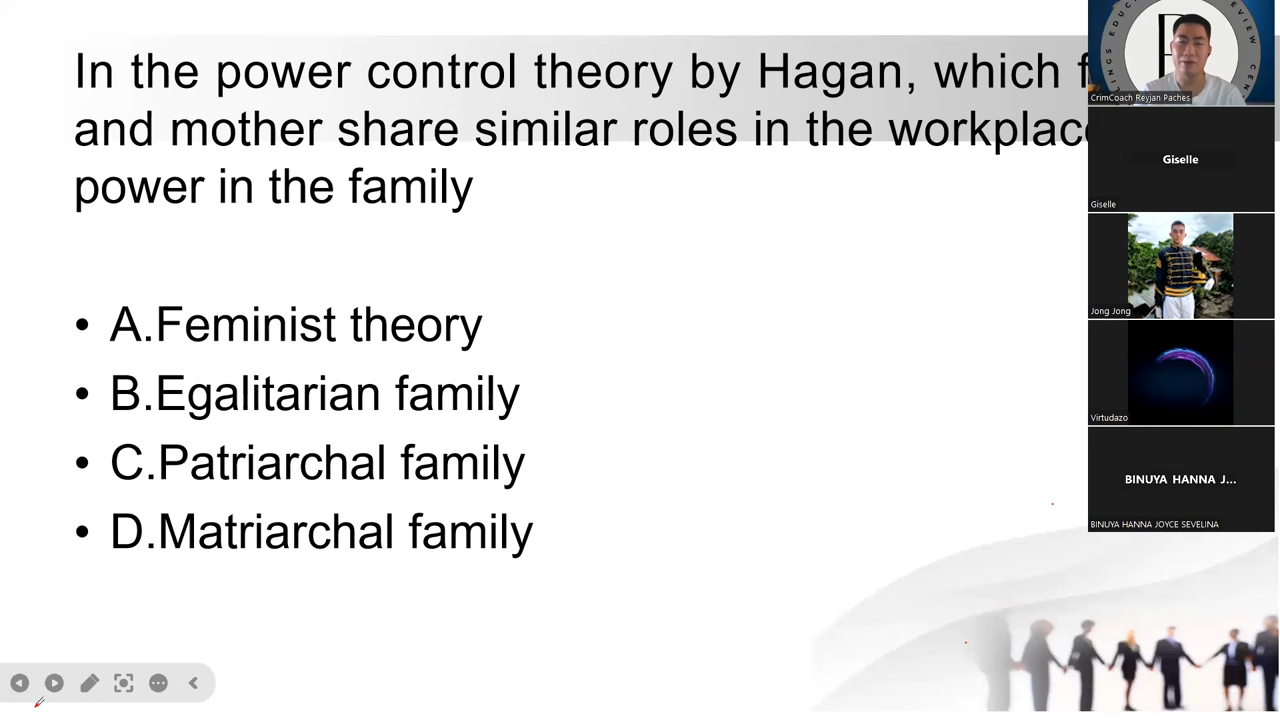 In the power control theory by Hagan, which
and mother share similar roles in the
power in the family
• A.Feminist theory
• B.Egalitarian family
• C.Patriarchal family
• D.Matriarchal family
CrimCoach Reyjan Paches
Giselle
Giselle
Jong Jong
Virtudazo
BINUYA HANNA J...
BINUYA HANNA JOYCE SEVELINA